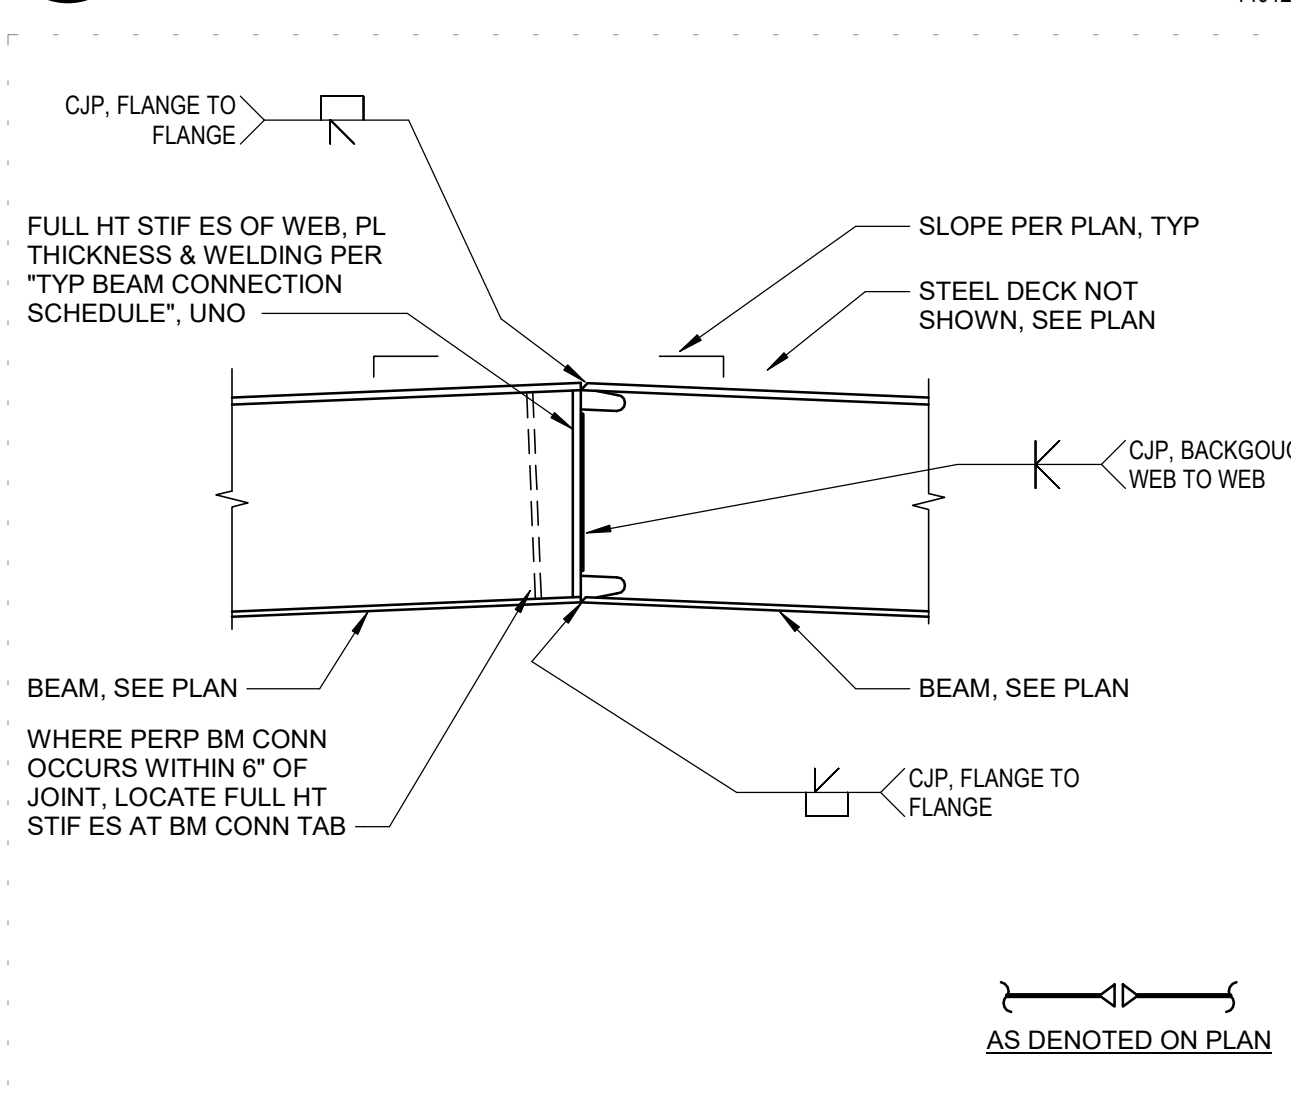 CJP, FLANGE TO
FLANGE
FULL HT STIF ES OF WEB, PL
THICKNESS & WELDING PER
"TYP BEAM CONNECTION
SCHEDULE", UNO
SLOPE PER PLAN, TYP
STEEL DECK NOT
SHOWN, SEE PLAN
CJP,
WEB TO WEB
BEAM, SEE PLAN
BEAM, SEE PLAN
WHERE PERP BM CONN
OCCURS WITHIN 6" OF
JOINT, LOCATE FULL HT
STIF ES AT BM CONN TAB
CJP, FLANGE TO
FLANGE
AS DENOTED ON PLAN